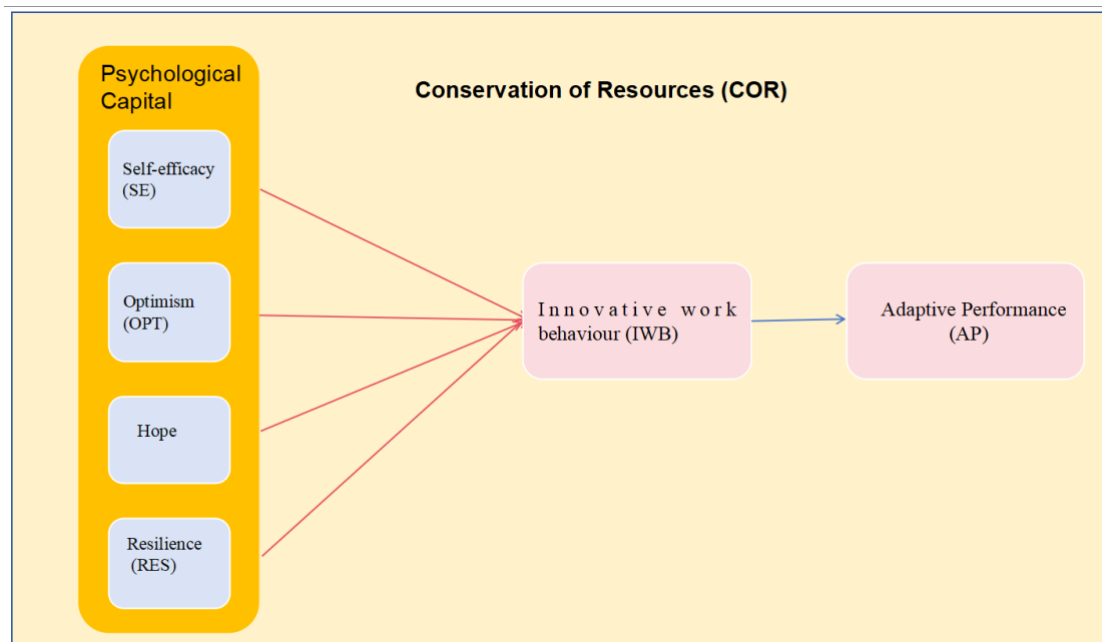 Psychological
Capital
Conservation of Resources (COR)
Self-efficacy
(SE)
Optimism
(OPT)
Innovative work
behaviour (IWB)
Adaptive Performance
(AP)
Hope
Resilience
(RES)